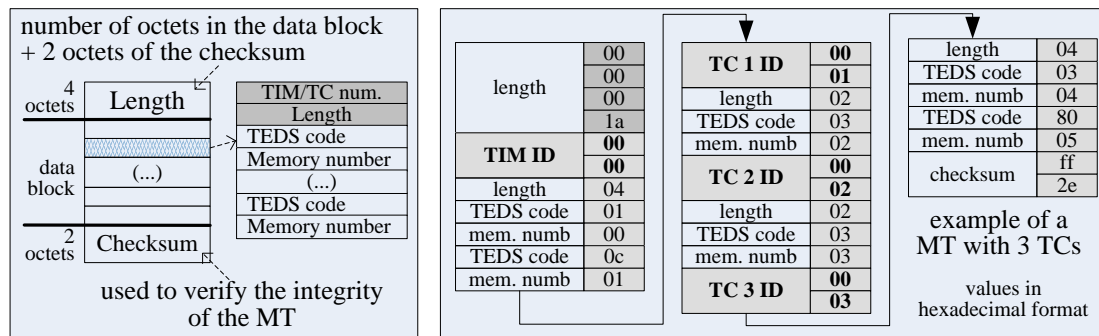 number of octets in the data block
+ 2 octets of the checksum
4
octets
Length
data
block
(...)
2
octets
Checksum
TIM/TC num.
Length
TEDS code
Memory number
(...)
TEDS code
Memory number
used to verify the integrity
of the MT
length
00
00
00
1a
TIM ID
00
00
length 04
TEDS code 01
mem. numb 00
TEDS code 0c
mem. numb 01
TC 1 ID
00
01
length 02
TEDS code 03
mem. numb 02
TC 2 ID
00
02
length 02
TEDS code 03
mem. numb 03
TC 3 ID
00
03
length 04
TEDS code 03
mem. numb 04
TEDS code 80
mem. numb 05
checksum
ff
2e
example of a
MT with 3 TCs
values in
hexadecimal format